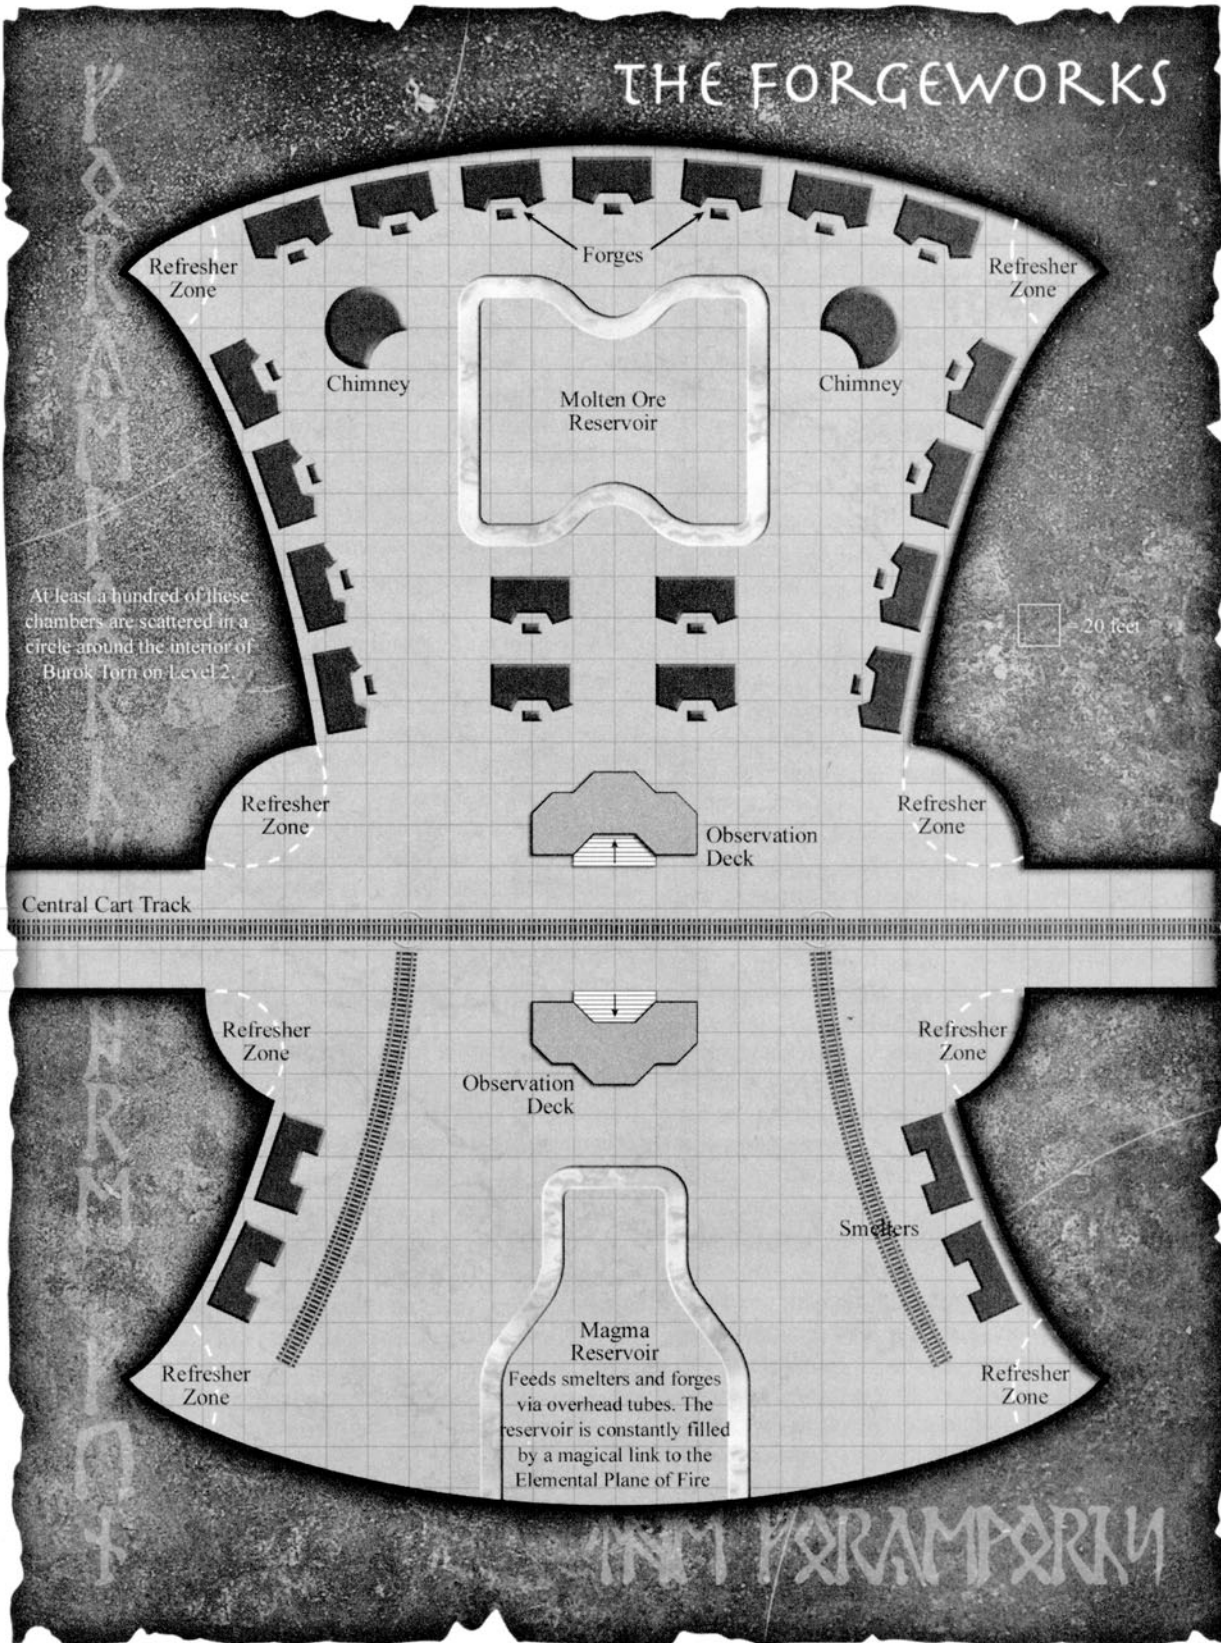 THE FORGEWORKS
Forges
Refresher
Zone
Refresher
Zone
Chimney
Chimney
Molten Ore
Reservoir
At least a hundred of these
chambers are scattered in a
circle around the interior of
Burok Torn on Level 2.
= 20 feet
Refresher
Zone
Refresher
Zone
Observation
Deck
Central Cart Track
Refresher
Zone
Refresher
Zone
Observation
Deck
Smelters
Magma
Reservoir
Feeds smelters and forges
via overhead tubes. The
reservoir is constantly filled
by a magical link to the
Elemental Plane of Fire
Refresher
Zone
Refresher
Zone